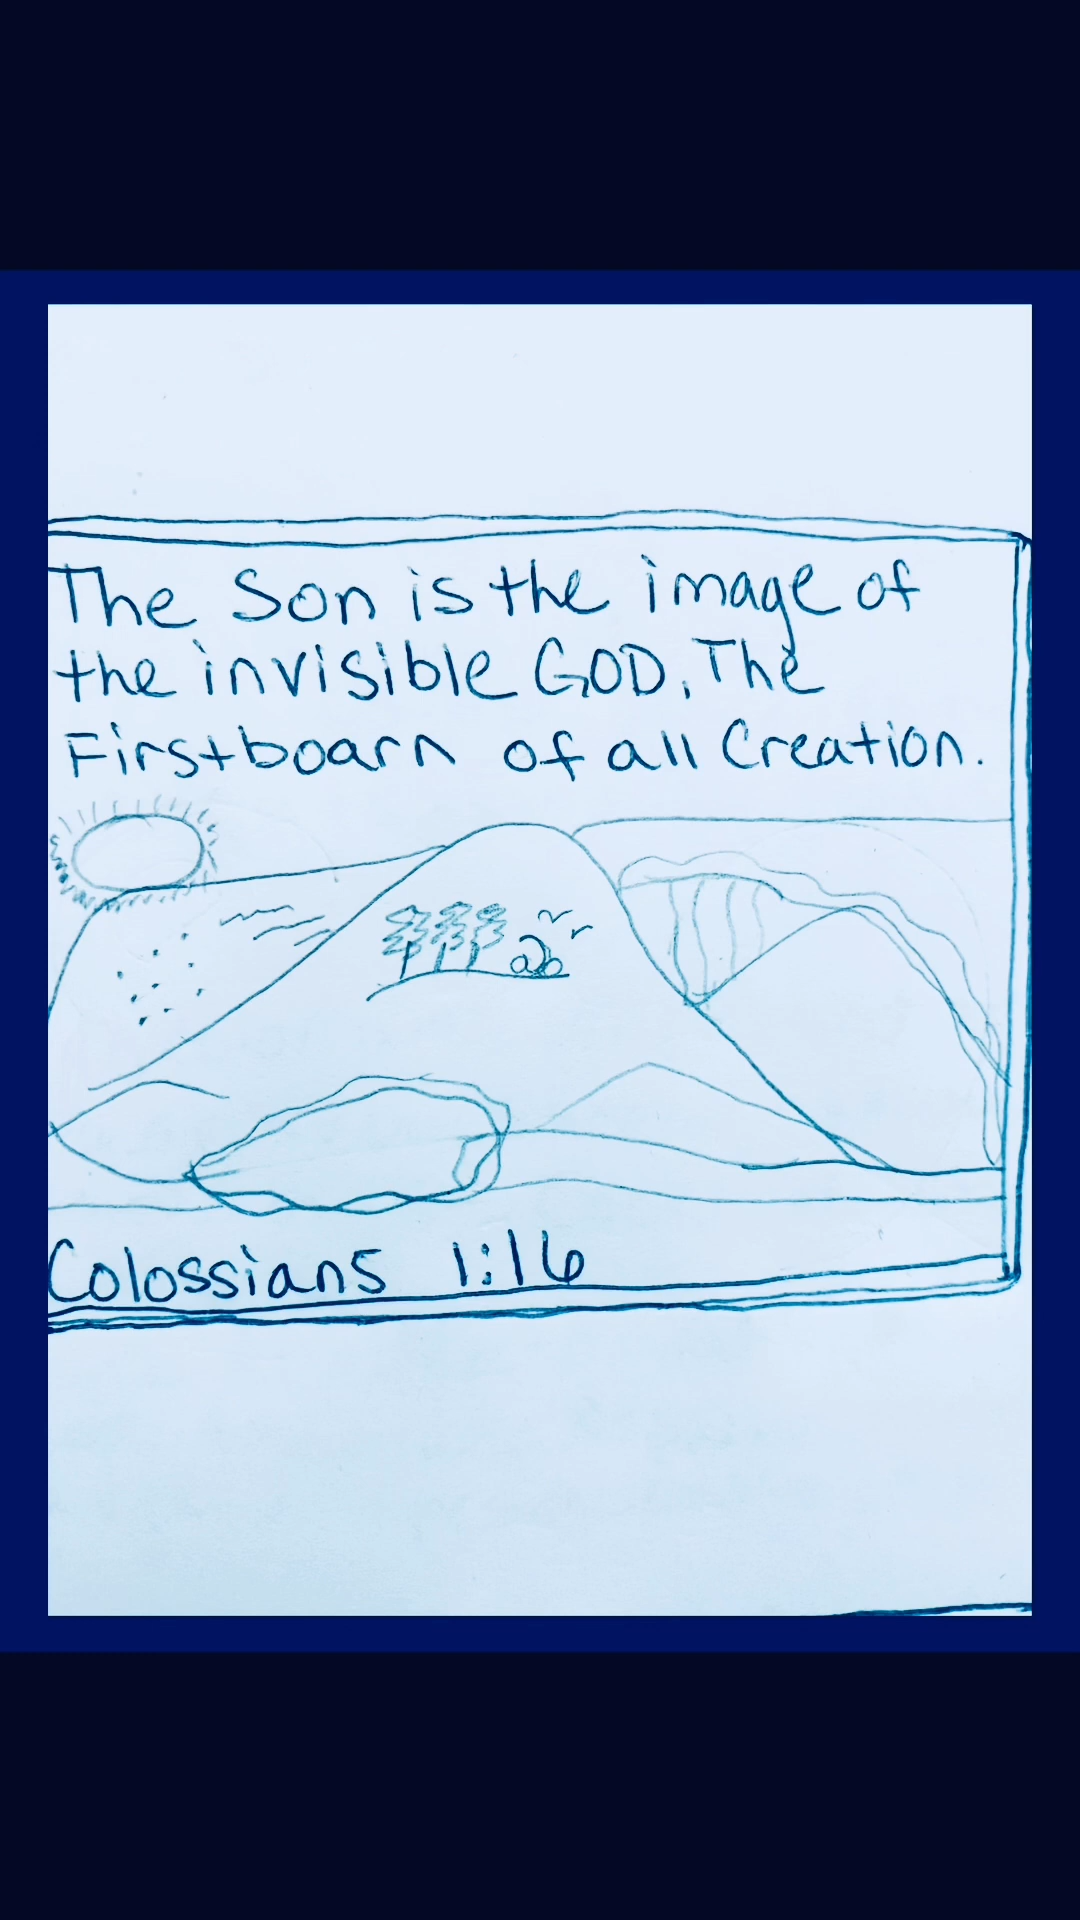 The Son is the image of
the invisible GOD. The
Firstboarn of all Creation.
Colossians 1:16